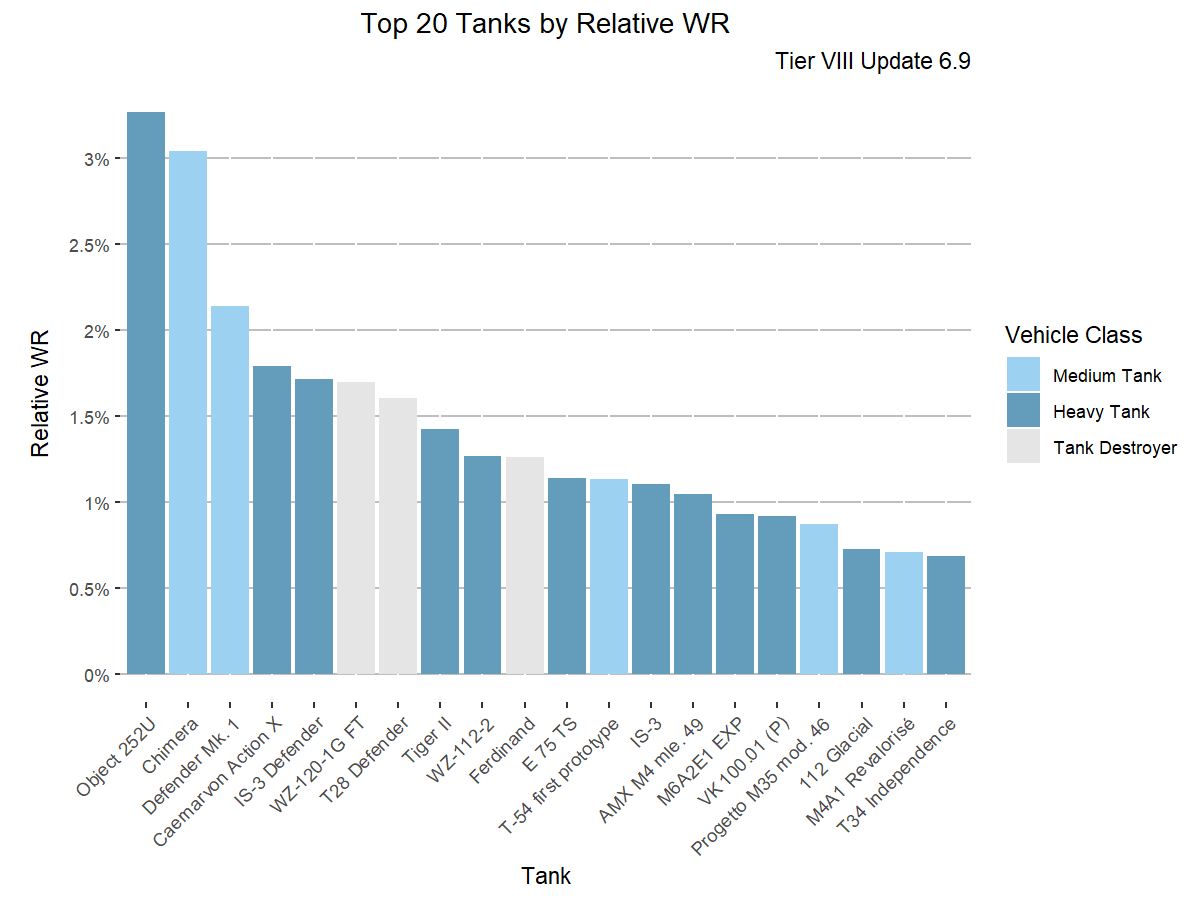 Top 20 Tanks by Relative WR
Tier VIII Update 6.9
3%
2.5%
2%
1.5%
1%
0.5%
0%
Relative WR
Object 252U
Chimera
Defender Mk. 1
Caernarvon Action X
IS-3 Defender
WZ-120-1G FT
T28 Defender
Tiger II
WZ-112-2
Ferdinand
E 75 TS
T-54 first prototype
IS-3
AMX M4 mle. 49
M6A2E1 EXP
VK 100.01 (P)
Progetto M35 mod. 46
112 Glacial
M4A1 Revalorisé
T34 Independence
Tank
Vehicle Class
Medium Tank
Heavy Tank
Tank Destroyer